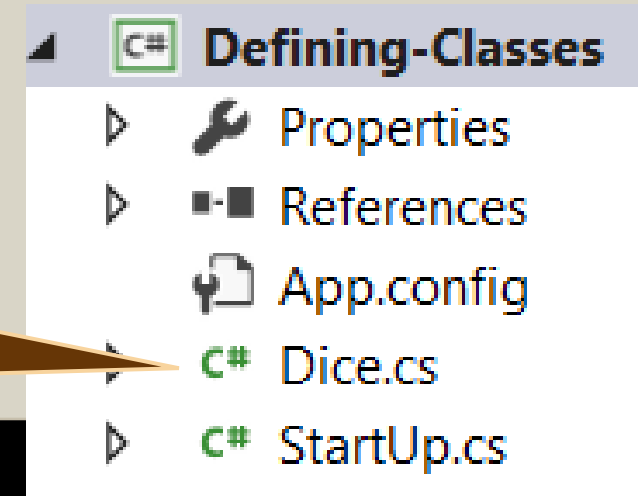 C# Defining-Classes
Properties
References
App.config
C# Dice.cs
C# StartUp.cs